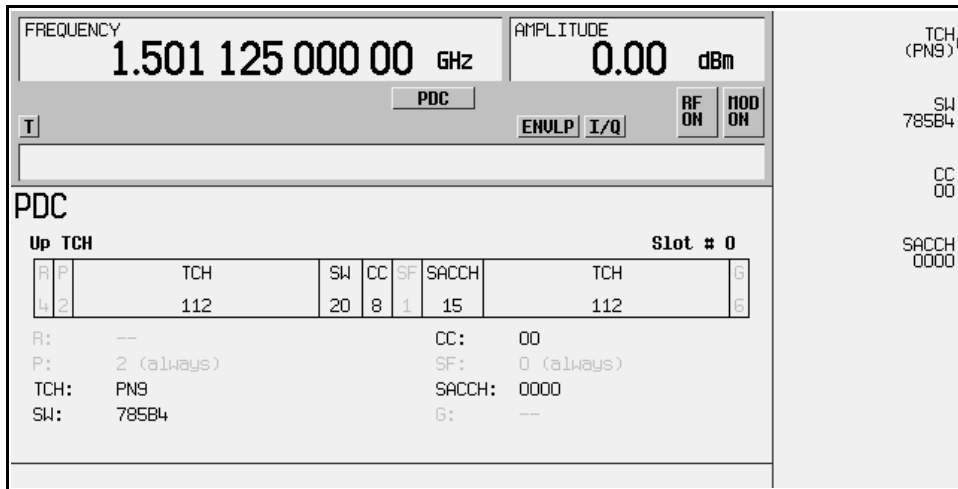 FREQUENCY
1.501 125 000 00 GHz
AMPLITUDE
0.00 dBm
PDC
RF ON
MOD ON
T
ENVLP I/Q
PDC
Up TCH
Slot # 0
R P TCH SW CC SF SACCH TCH G
4 2 112 20 8 1 15 112 6
R: --
CC: 00
P: 2 (always)
SF: 0 (always)
TCH: PN9
SACCH: 0000
SW: 785B4
G: --
TCH
(PN9)
SW
785B4
CC
00
SACCH
0000